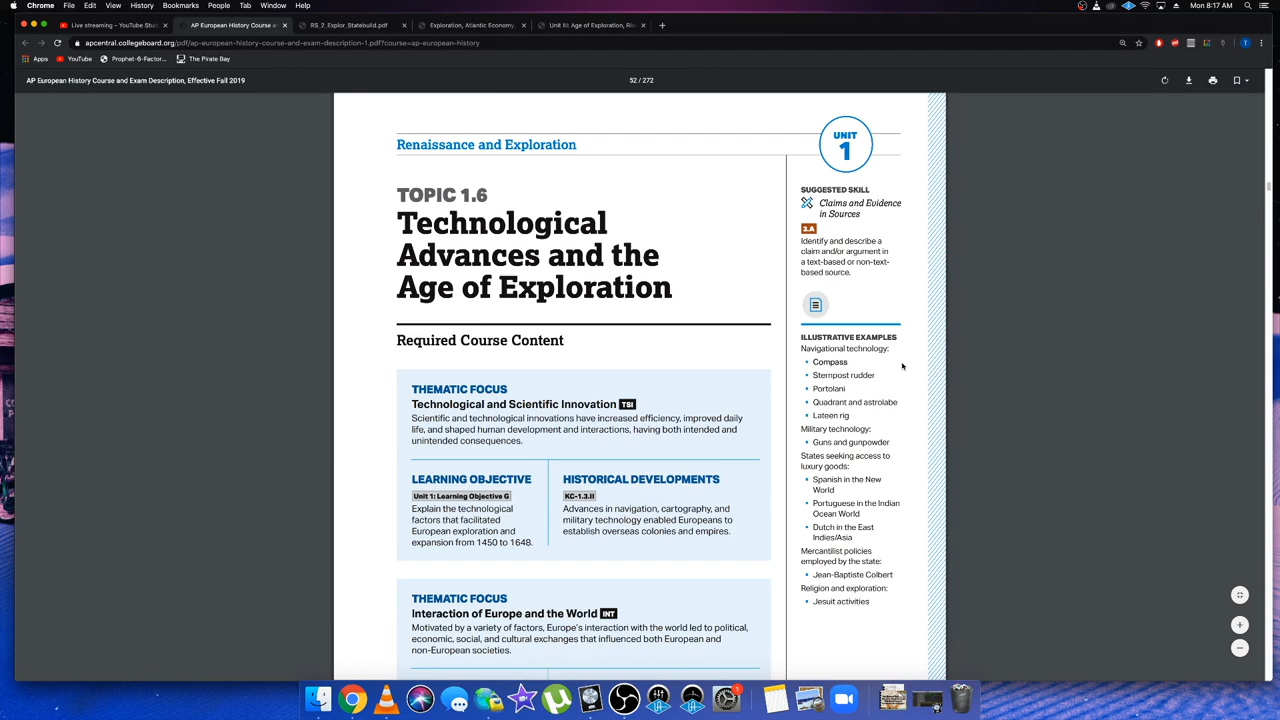 Chrome File Edit View History Bookmarks People Tab Window Help
Mon 8:17 AM
Live streaming - YouTube Stud
AP European History Course a
RS_2_Explor_Statebuild.pdf
Exploration, Atlantic Economy,
Unit III: Age of Exploration, Ri
apcentral.collegeboard.org/pdf/ap-european-history-course-and-exam-description-1.pdf?course=ap-european-history
Apps YouTube Prophet-6-Factor... The Pirate Bay
AP European History Course and Exam Description, Effective Fall 2019
52 / 272
Renaissance and Exploration
UNIT
1
TOPIC 1.6
Technological
Advances and the
Age of Exploration
Required Course Content
THEMATIC FOCUS
Technological and Scientific Innovation TSI
Scientific and technological innovations have increased efficiency, improved daily
life, and shaped human development and interactions, having both intended and
unintended consequences.
LEARNING OBJECTIVE
Unit 1: Learning Objective G
Explain the technological
factors that facilitated
European exploration and
expansion from 1450 to 1648.
HISTORICAL DEVELOPMENTS
KC-1.3.II
Advances in navigation, cartography, and
military technology enabled Europeans to
establish overseas colonies and empires.
THEMATIC FOCUS
Interaction of Europe and the World INT
Motivated by a variety of factors, Europe's interaction with the world led to political,
economic, social, and cultural exchanges that influenced both European and
non-European societies.
SUGGESTED SKILL
Claims and Evidence
in Sources
3.A
Identify and describe a
claim and/or argument in
a text-based or non-text-
based source.
ILLUSTRATIVE EXAMPLES
Navigational technology:
• Compass
• Sternpost rudder
• Portolani
• Quadrant and astrolabe
• Lateen rig
Military technology:
• Guns and gunpowder
States seeking access to
luxury goods:
• Spanish in the New
World
• Portuguese in the Indian
Ocean World
• Dutch in the East
Indies/Asia
Mercantilist policies
employed by the state:
• Jean-Baptiste Colbert
Religion and exploration:
• Jesuit activities